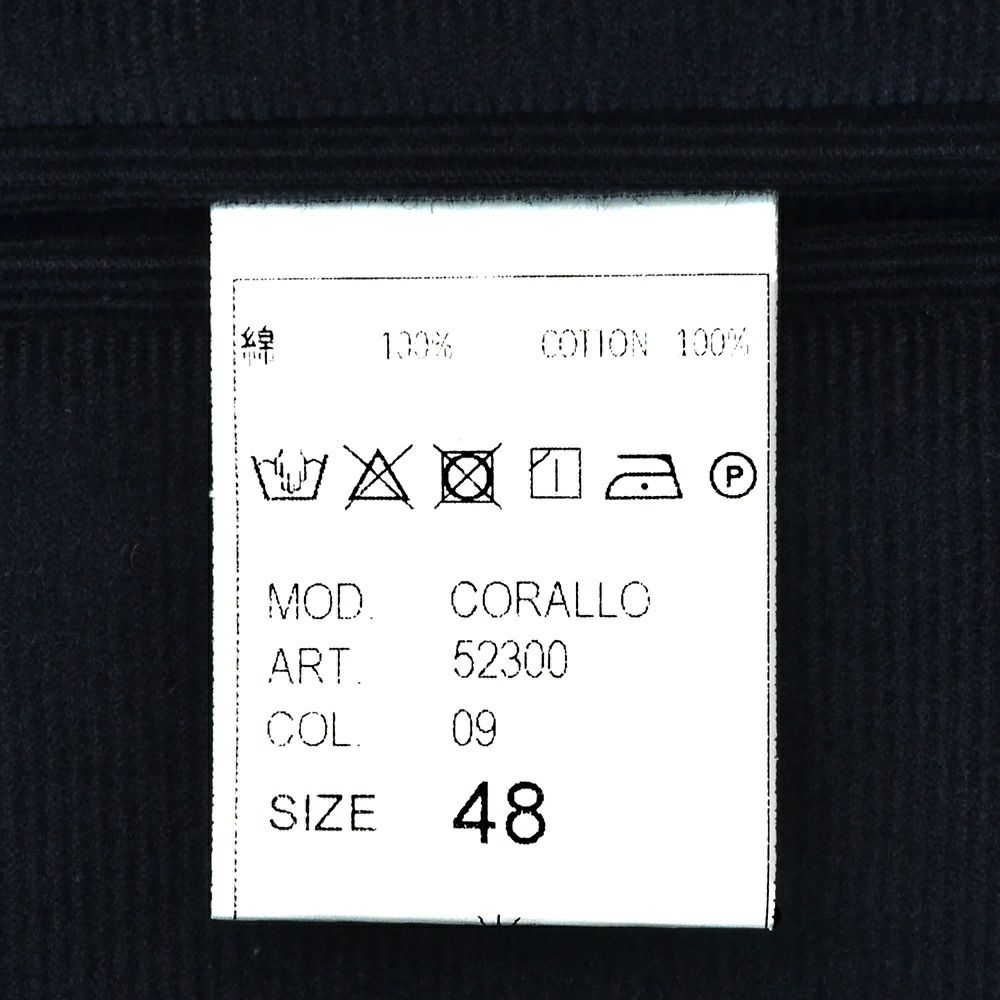 綿 100% COTTON 100%
P
MOD. CORALLO
ART. 52300
COL. 09
SIZE 48